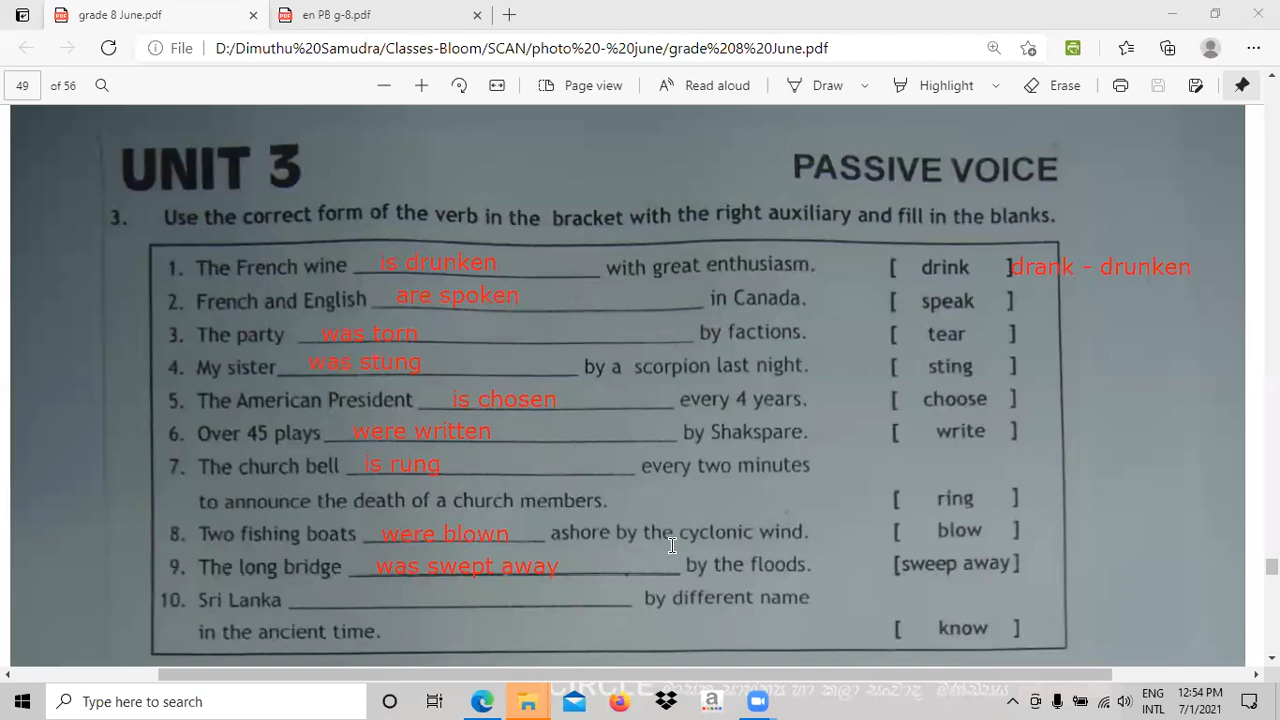 grade 8 June.pdf
en PB g-8.pdf
File D:/Dimuthu%20Samudra/Classes-Bloom/SCAN/photo%20-%20june/grade%208%20June.pdf
49 of 56 Page view Read aloud Draw Highlight Erase
UNIT 3 PASSIVE VOICE
3. Use the correct form of the verb in the bracket with the right auxiliary and fill in the blanks.
1. The French wine is drunken with great enthusiasm. [ drink ] drank - drunken
2. French and English are spoken in Canada. [ speak ]
3. The party was torn by factions. [ tear ]
4. My sister was stung by a scorpion last night. [ sting ]
5. The American President is chosen every 4 years. [ choose ]
6. Over 45 plays were written by Shakspare. [ write ]
7. The church bell is rung every two minutes
to announce the death of a church members. [ ring ]
8. Two fishing boats were blown ashore by the cyclonic wind. [ blow ]
9. The long bridge was swept away by the floods. [sweep away]
10. Sri Lanka by different name
in the ancient time. [ know ]
CIRCLE
Type here to search
ENG 12:54 PM
INTL 7/1/2021